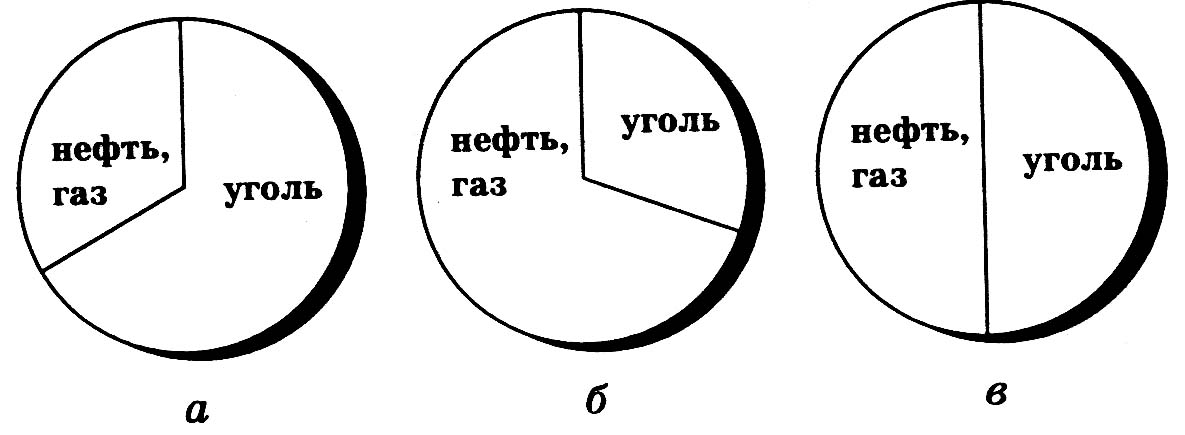 нефть,
газ
уголь
а
нефть,
газ
уголь
б
нефть,
газ
уголь
в